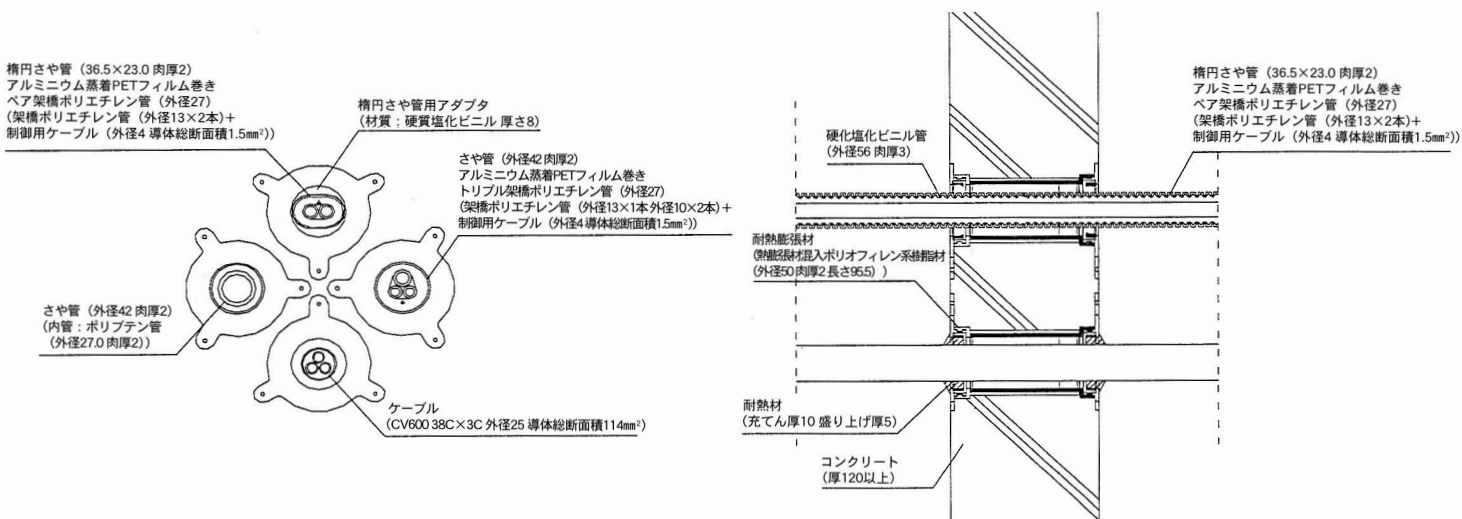 楕円さや管（36.5×23.0 肉厚2）
アルミニウム蒸着PETフィルム巻き
ペア架橋ポリエチレン管（外径27）
（架橋ポリエチレン管（外径13×2本）+
制御用ケーブル（外径4 導体総断面積1.5mm²））
楕円さや管用アダプタ
（材質：硬質塩化ビニル 厚さ8）
さや管（外径42 肉厚2）
アルミニウム蒸着PETフィルム巻き
トリプル架橋ポリエチレン管（外径27）
（架橋ポリエチレン管（外径13×1本 外径10×2本）+
制御用ケーブル（外径4 導体総断面積1.5mm²））
さや管（外径42 肉厚2）
（内管：ポリブテン管
（外径27.0 肉厚2））
ケーブル
（CV600 38C×3C 外径25 導体総断面積114mm²）
硬化塩化ビニル管
（外径56 肉厚3）
楕円さや管（36.5×23.0 肉厚2）
アルミニウム蒸着PETフィルム巻き
ペア架橋ポリエチレン管（外径27）
（架橋ポリエチレン管（外径13×2本）+
制御用ケーブル（外径4 導体総断面積1.5mm²））
耐熱膨張材
（熱膨張材混入ポリオフィレン系樹脂材
（外径50 肉厚2 長さ95.5））
耐熱材
（充てん厚10 盛り上げ厚5）
コンクリート
（厚120以上）